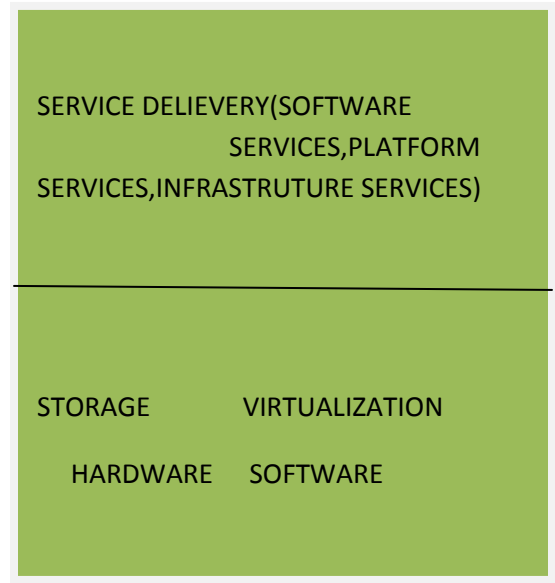 SERVICE DELIEVERY(SOFTWARE
SERVICES,PLATFORM
SERVICES,INFRASTRUTURE SERVICES)
STORAGE VIRTUALIZATION
HARDWARE SOFTWARE